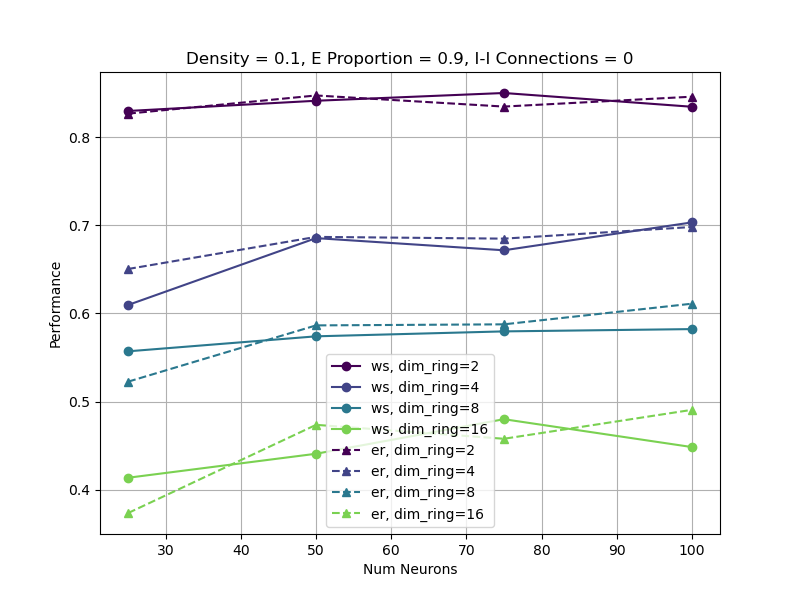 Density = 0.1, E Proportion = 0.9, I-I Connections = 0
Performance
0.8
0.7
0.6
0.5
0.4
ws, dim_ring=2
ws, dim_ring=4
ws, dim_ring=8
ws, dim_ring=16
er, dim_ring=2
er, dim_ring=4
er, dim_ring=8
er, dim_ring=16
30 40 50 60 70 80 90 100
Num Neurons